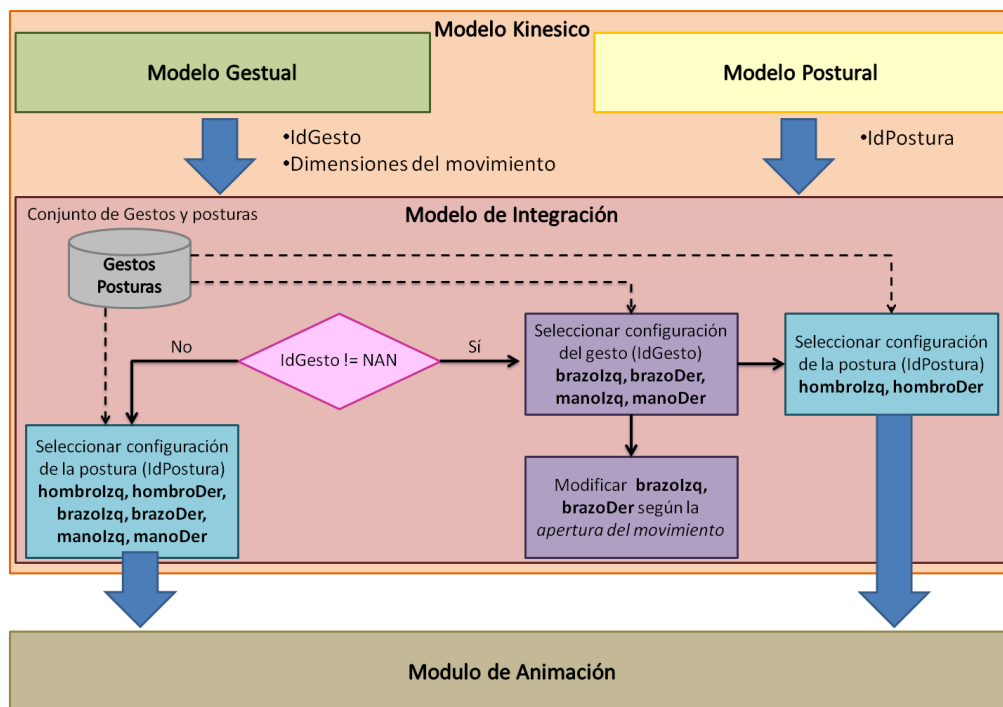 Modelo Kinesico
Modelo Gestual
Modelo Postural
•IdGesto
•Dimensiones del movimiento
•IdPostura
Conjunto de Gestos y posturas
Modelo de Integración
Gestos
Posturas
No
IdGesto != NAN
Sí
Seleccionar configuración
del gesto (IdGesto)
brazoIzq, brazoDer,
manoIzq, manoDer
Seleccionar configuración
de la postura (IdPostura)
hombroIzq, hombroDer
Seleccionar configuración
de la postura (IdPostura)
hombroIzq, hombroDer,
brazoIzq, brazoDer,
manoIzq, manoDer
Modificar brazoIzq,
brazoDer según la
apertura del movimiento
Modulo de Animación